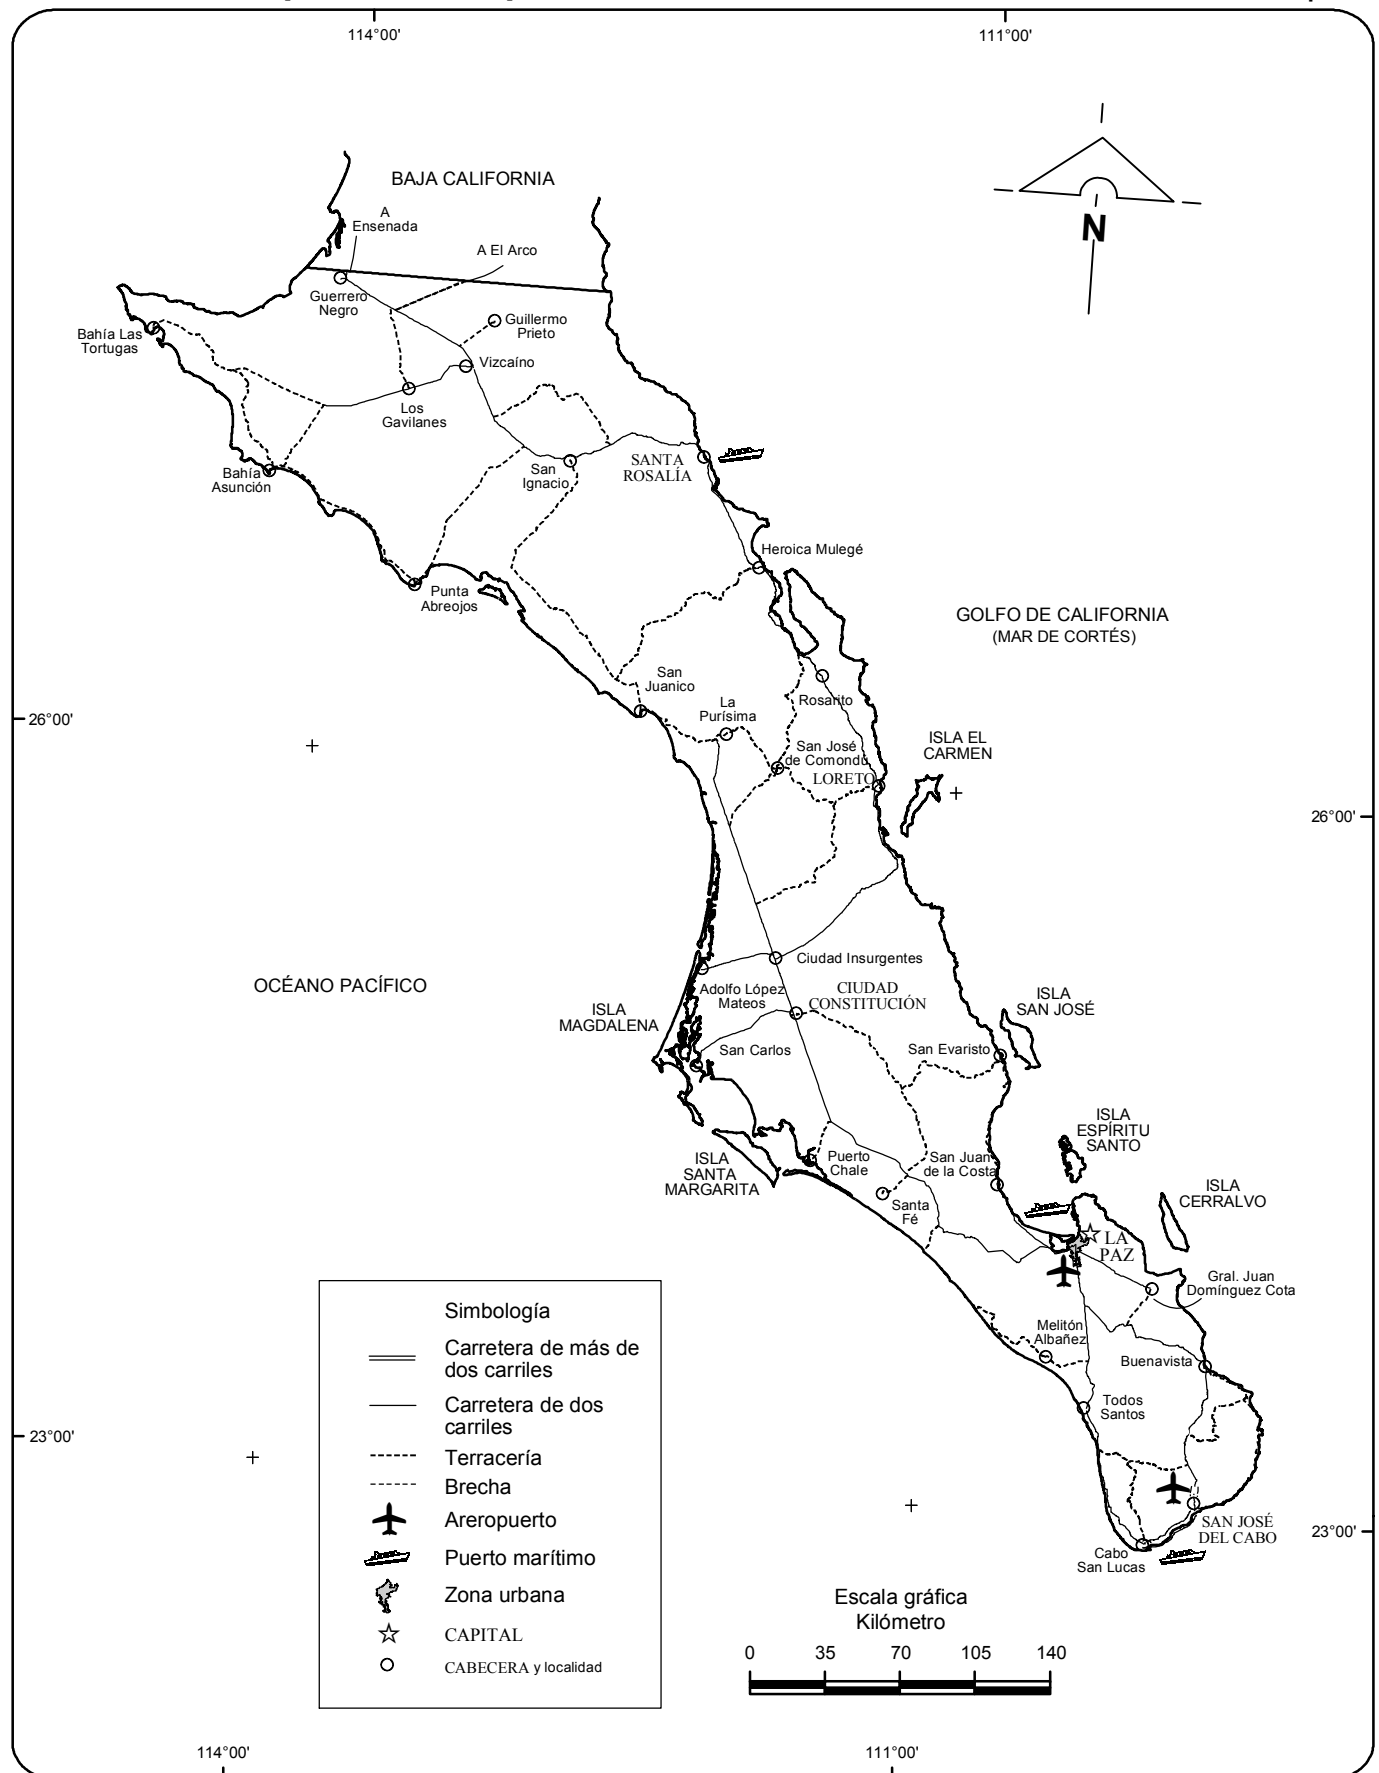 114°00'
111°00'
BAJA CALIFORNIA
A
Ensenada
A El Arco
N
Guerrero
Negro
Guillermo
Prieto
Bahía Las
Tortugas
Vizcaíno
Los
Gavilanes
SANTA
ROSALÍA
San
Ignacio
Bahía
Asunción
Heroica Mulegé
Punta
Abreojos
GOLFO DE CALIFORNIA
(MAR DE CORTÉS)
San
Juanico
Rosarito
La
Purísima
26°00'
ISLA EL
CARMEN
San José
de Comondú
LORETO
26°00'
Ciudad Insurgentes
OCÉANO PACÍFICO
Adolfo López
Mateos
CIUDAD
CONSTITUCIÓN
ISLA
SAN JOSÉ
ISLA
MAGDALENA
San Carlos
San Evaristo
ISLA
ESPÍRITU
SANTO
ISLA
SANTA
MARGARITA
Puerto
Chale
San Juan
de la Costa
ISLA
CERRALVO
Santa
Fé
LA
PAZ
Gral. Juan
Domínguez Cota
Melitón
Albañez
Buenavista
Todos
Santos
23°00'
SAN JOSÉ
DEL CABO
23°00'
Cabo
San Lucas
Simbología
Carretera de más de
dos carriles
Carretera de dos
carriles
Terracería
Brecha
Areropuerto
Puerto marítimo
Zona urbana
CAPITAL
CABECERA y localidad
Escala gráfica
Kilómetro
0 35 70 105 140
114°00'
111°00'